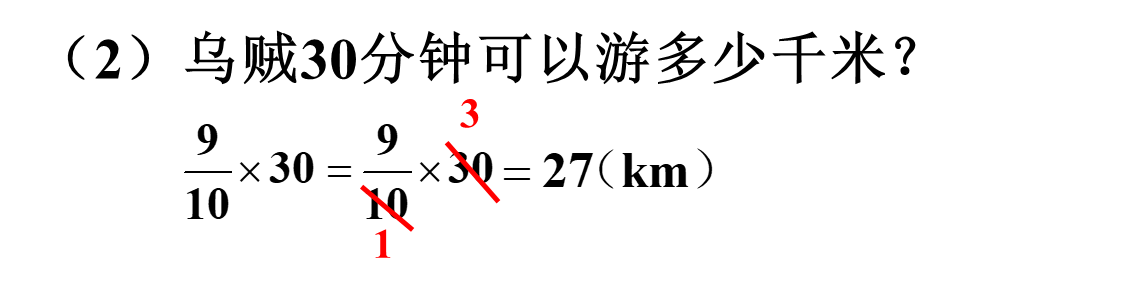 （2）乌贼30分钟可以游多少千米？
3
9/10 × 30 = 9/10 × 30 = 27（km）
1